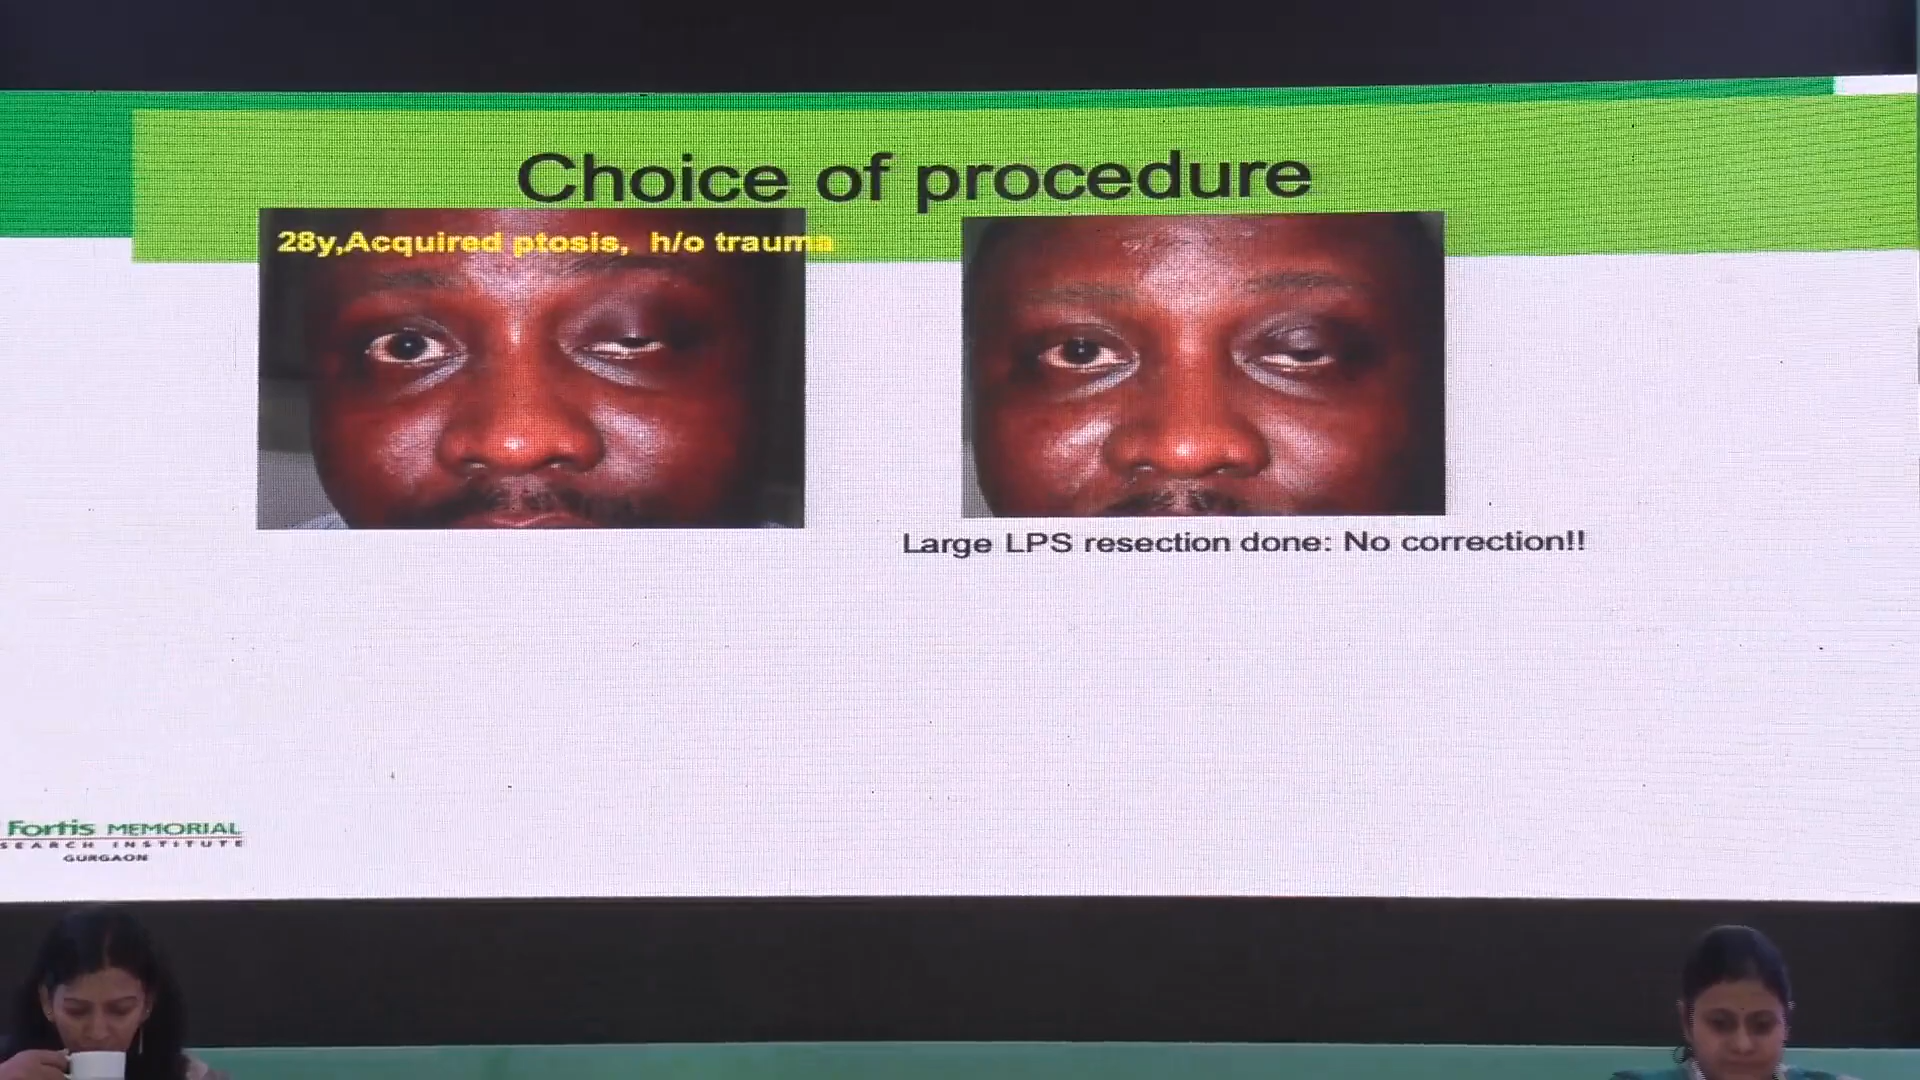 Choice of procedure
28y,Acquired ptosis, h/o trauma
Large LPS resection done: No correction!!
Fortis MEMORIAL
SEARCH INSTITUTE
GURGAON